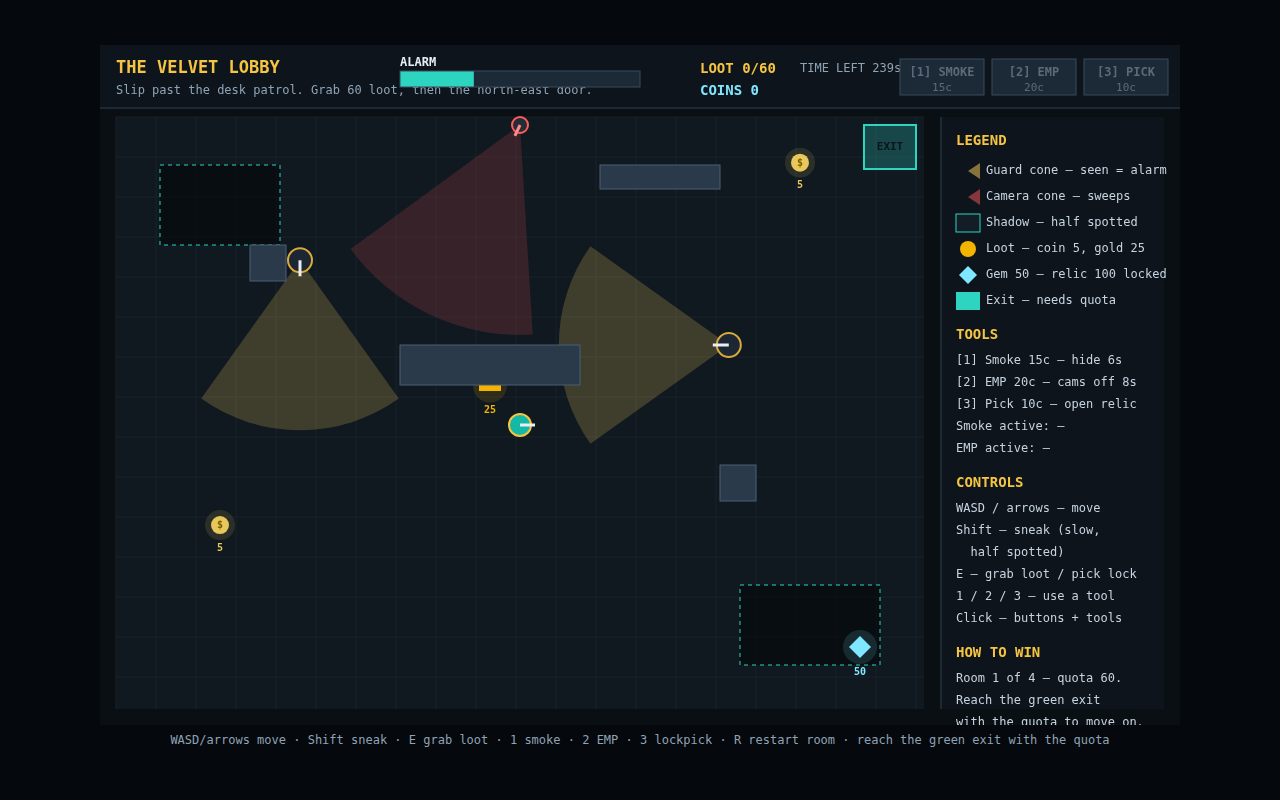 THE VELVET LOBBY
Slip past the desk patrol. Grab 60 loot, then the north-east door.
ALARM
LOOT 0/60
COINS 0
TIME LEFT 239s
[1] SMOKE
15c
[2] EMP
20c
[3] PICK
10c
EXIT
$
5
25
$
5
50
LEGEND
Guard cone — seen = alarm
Camera cone — sweeps
Shadow — half spotted
Loot — coin 5, gold 25
Gem 50 — relic 100 locked
Exit — needs quota
TOOLS
[1] Smoke 15c — hide 6s
[2] EMP 20c — cams off 8s
[3] Pick 10c — open relic
Smoke active: —
EMP active: —
CONTROLS
WASD / arrows — move
Shift — sneak (slow,
half spotted)
E — grab loot / pick lock
1 / 2 / 3 — use a tool
Click — buttons + tools
HOW TO WIN
Room 1 of 4 — quota 60.
Reach the green exit
with the quota to move on.
WASD/arrows move · Shift sneak · E grab loot · 1 smoke · 2 EMP · 3 lockpick · R restart room · reach the green exit with the quota